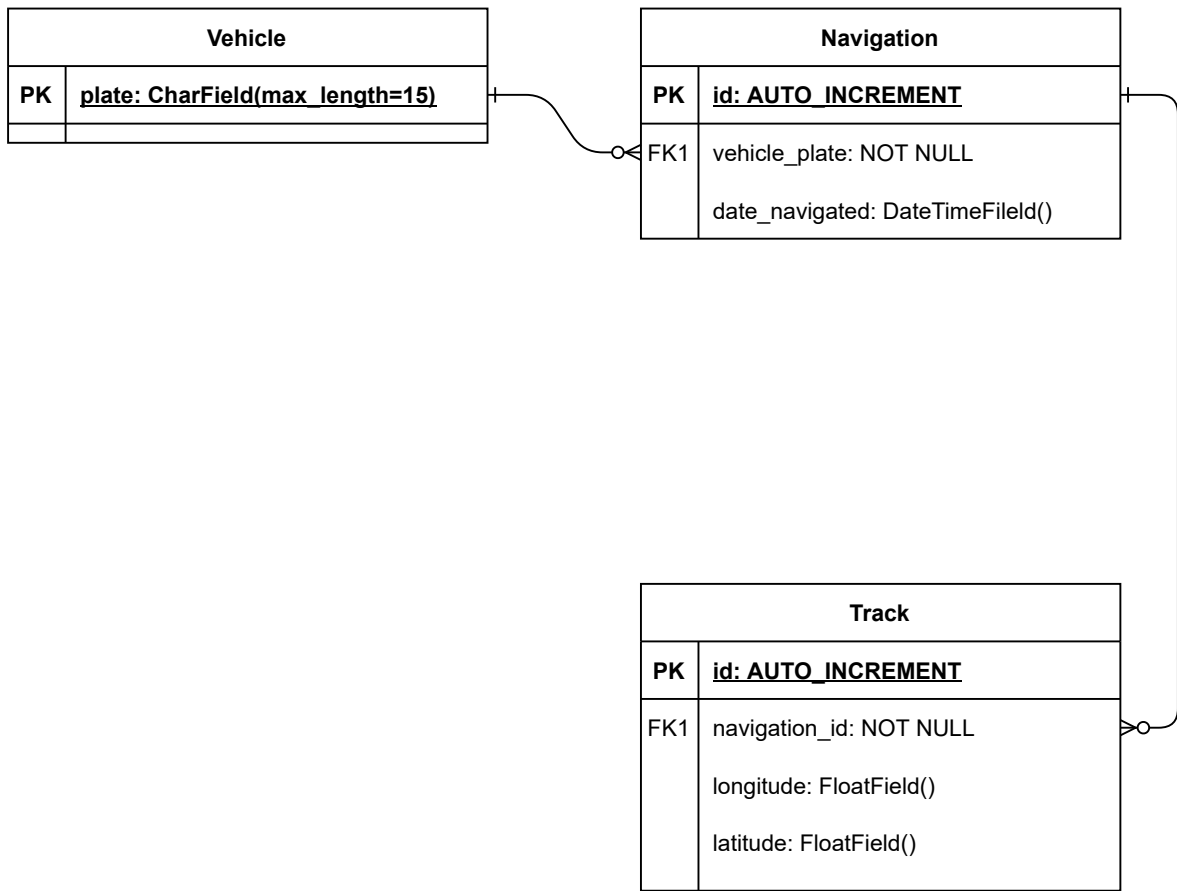 Vehicle
PK plate: CharField(max_length=15)
Navigation
PK id: AUTO_INCREMENT
FK1 vehicle_plate: NOT NULL
date_navigated: DateTimeFileld()
Track
PK id: AUTO_INCREMENT
FK1 navigation_id: NOT NULL
longitude: FloatField()
latitude: FloatField()